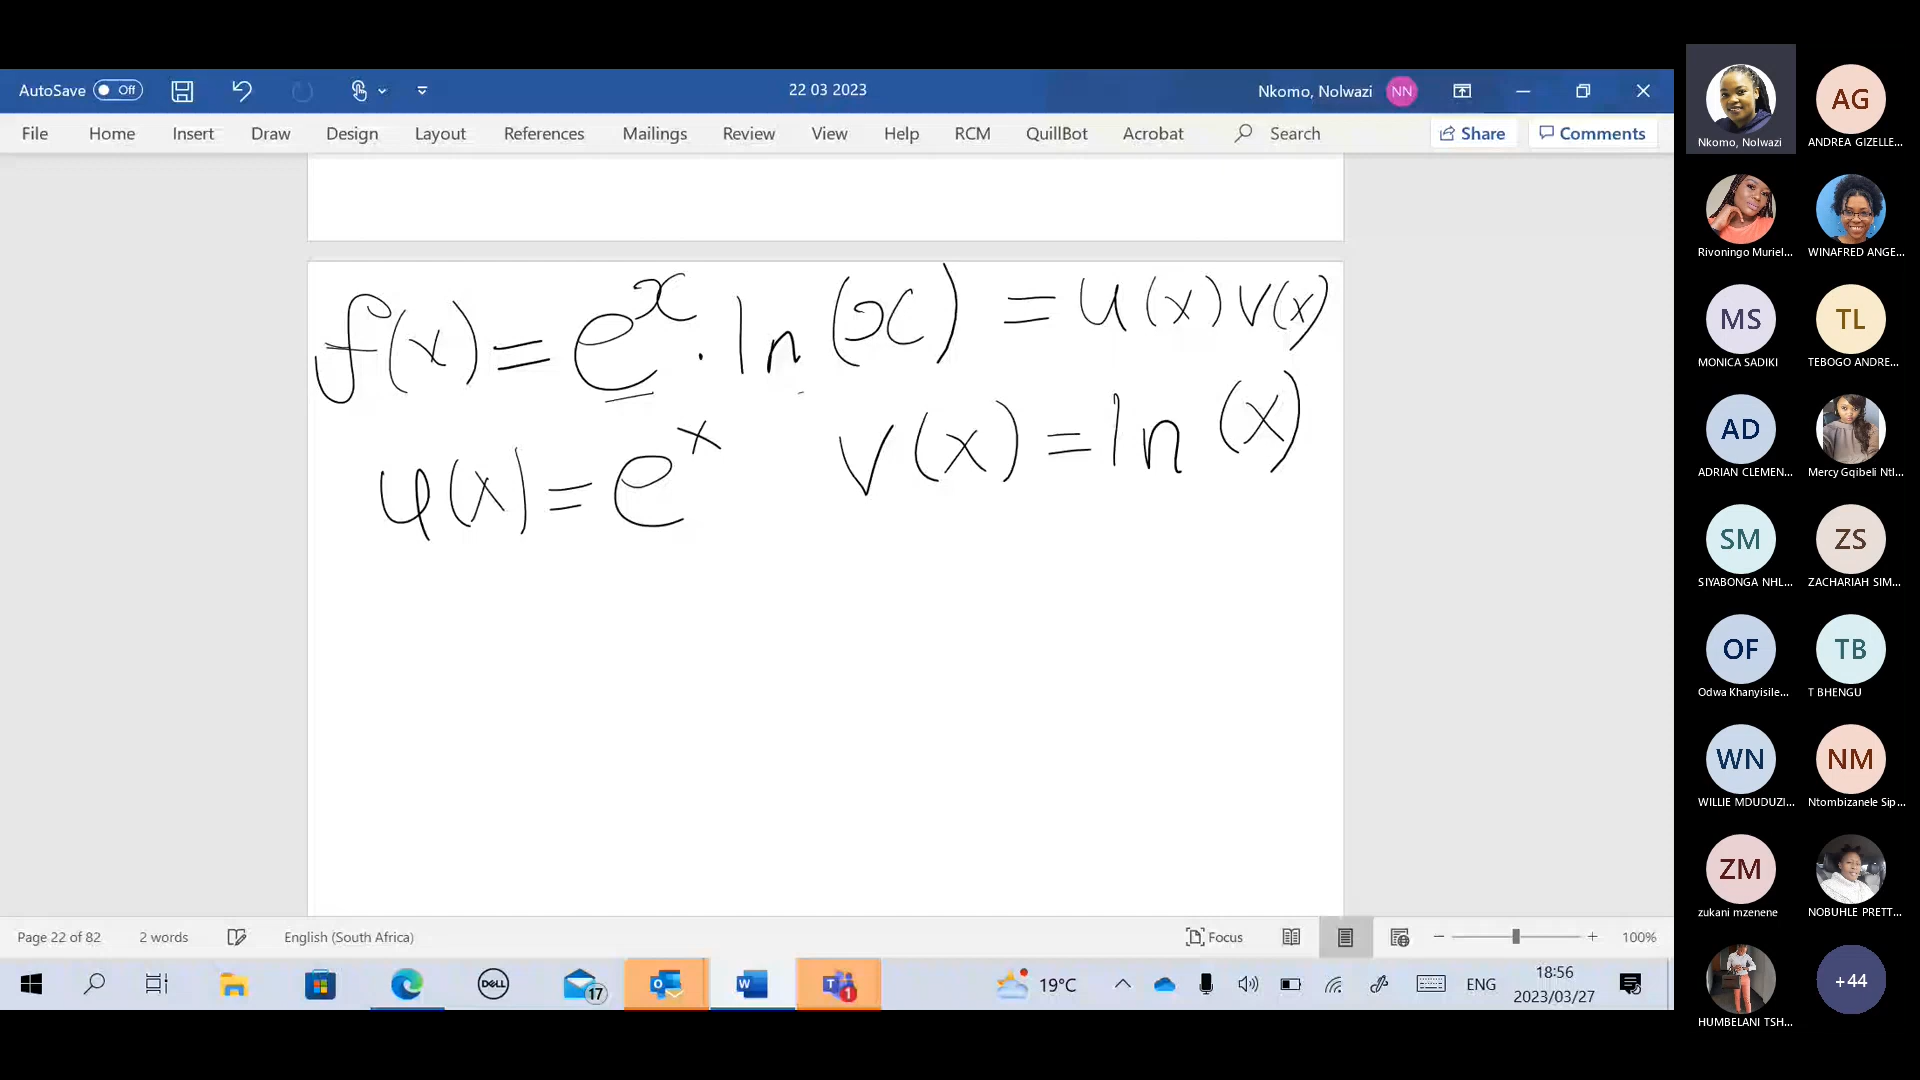 AutoSave Off 22 03 2023 Nkomo, Nolwazi NN
File Home Insert Draw Design Layout References Mailings Review View Help RCM QuillBot Acrobat Search Share Comments
f(x) = e^x . ln (x) = u(x) v(x)
u(x) = e^x v(x) = ln (x)
Page 22 of 82 2 words English (South Africa) Focus 100%
DELL 17 1 19°C ENG 18:56
2023/03/27
AG
Nkomo, Nolwazi ANDREA GIZELLE...
Rivoningo Muriel... WINAFRED ANGE...
MS TL
MONICA SADIKI TEBOGO ANDRE...
AD
ADRIAN CLEMEN... Mercy Gqibeli Ntl...
SM ZS
SIYABONGA NHL... ZACHARIAH SIM...
OF TB
Odwa Khanyisile... T BHENGU
WN NM
WILLIE MDUDUZI... Ntombizanele Sip...
ZM
zukani mzenene NOBUHLE PRETT...
+44
HUMBELANI TSH...